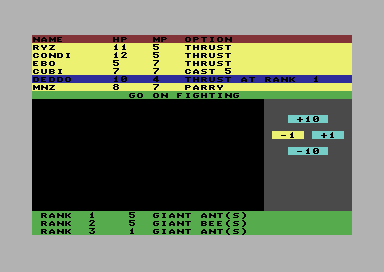 NAME HP MP OPTION
RYZ 11 5 THRUST
CONDI 12 5 THRUST
EBO 5 7 THRUST
CUBI 7 7 CAST 5
DEDDO 10 4 THRUST AT RANK 1
MNZ 8 7 PARRY
GO ON FIGHTING
+10
-1 +1
-10
RANK 1 5 GIANT ANT(S)
RANK 2 5 GIANT BEE(S)
RANK 3 1 GIANT ANT(S)